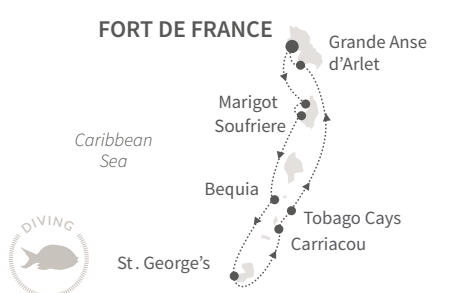 FORT DE FRANCE
Grande Anse
d'Arlet
Marigot
Soufriere
Caribbean
Sea
Bequia
Tobago Cays
Carriacou
St. George's
DIVING